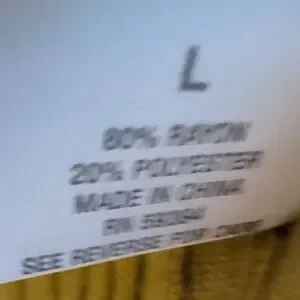 L
80% RAYON
20% POLYESTER
MADE IN CHINA
RN
SEE REVERSE FOR CARE